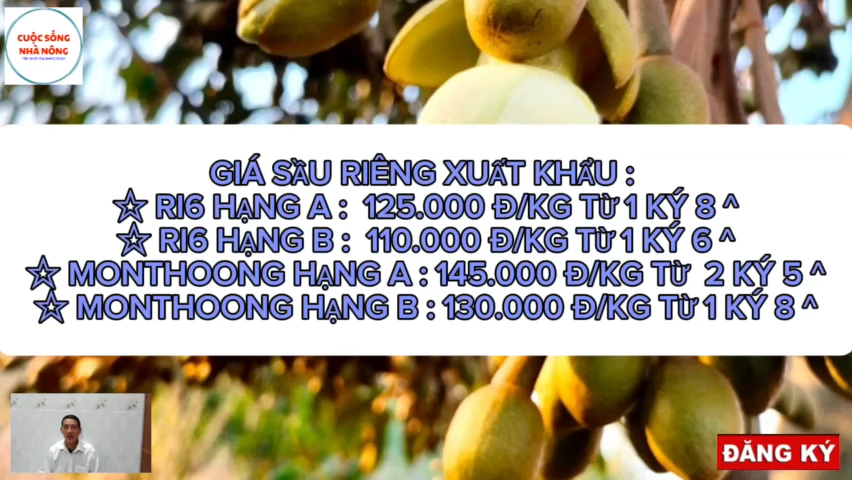 CUỘC SỐNG
NHÀ NÔNG
GIÁ SẦU RIÊNG XUẤT KHẨU :
☆ RI6 HẠNG A : 125.000 Đ/KG TỪ 1 KÝ 8 ^
☆ RI6 HẠNG B : 110.000 Đ/KG TỪ 1 KÝ 6 ^
☆ MONTHOONG HẠNG A : 145.000 Đ/KG TỪ 2 KÝ 5 ^
☆ MONTHOONG HẠNG B : 130.000 Đ/KG TỪ 1 KÝ 8 ^
ĐĂNG KÝ